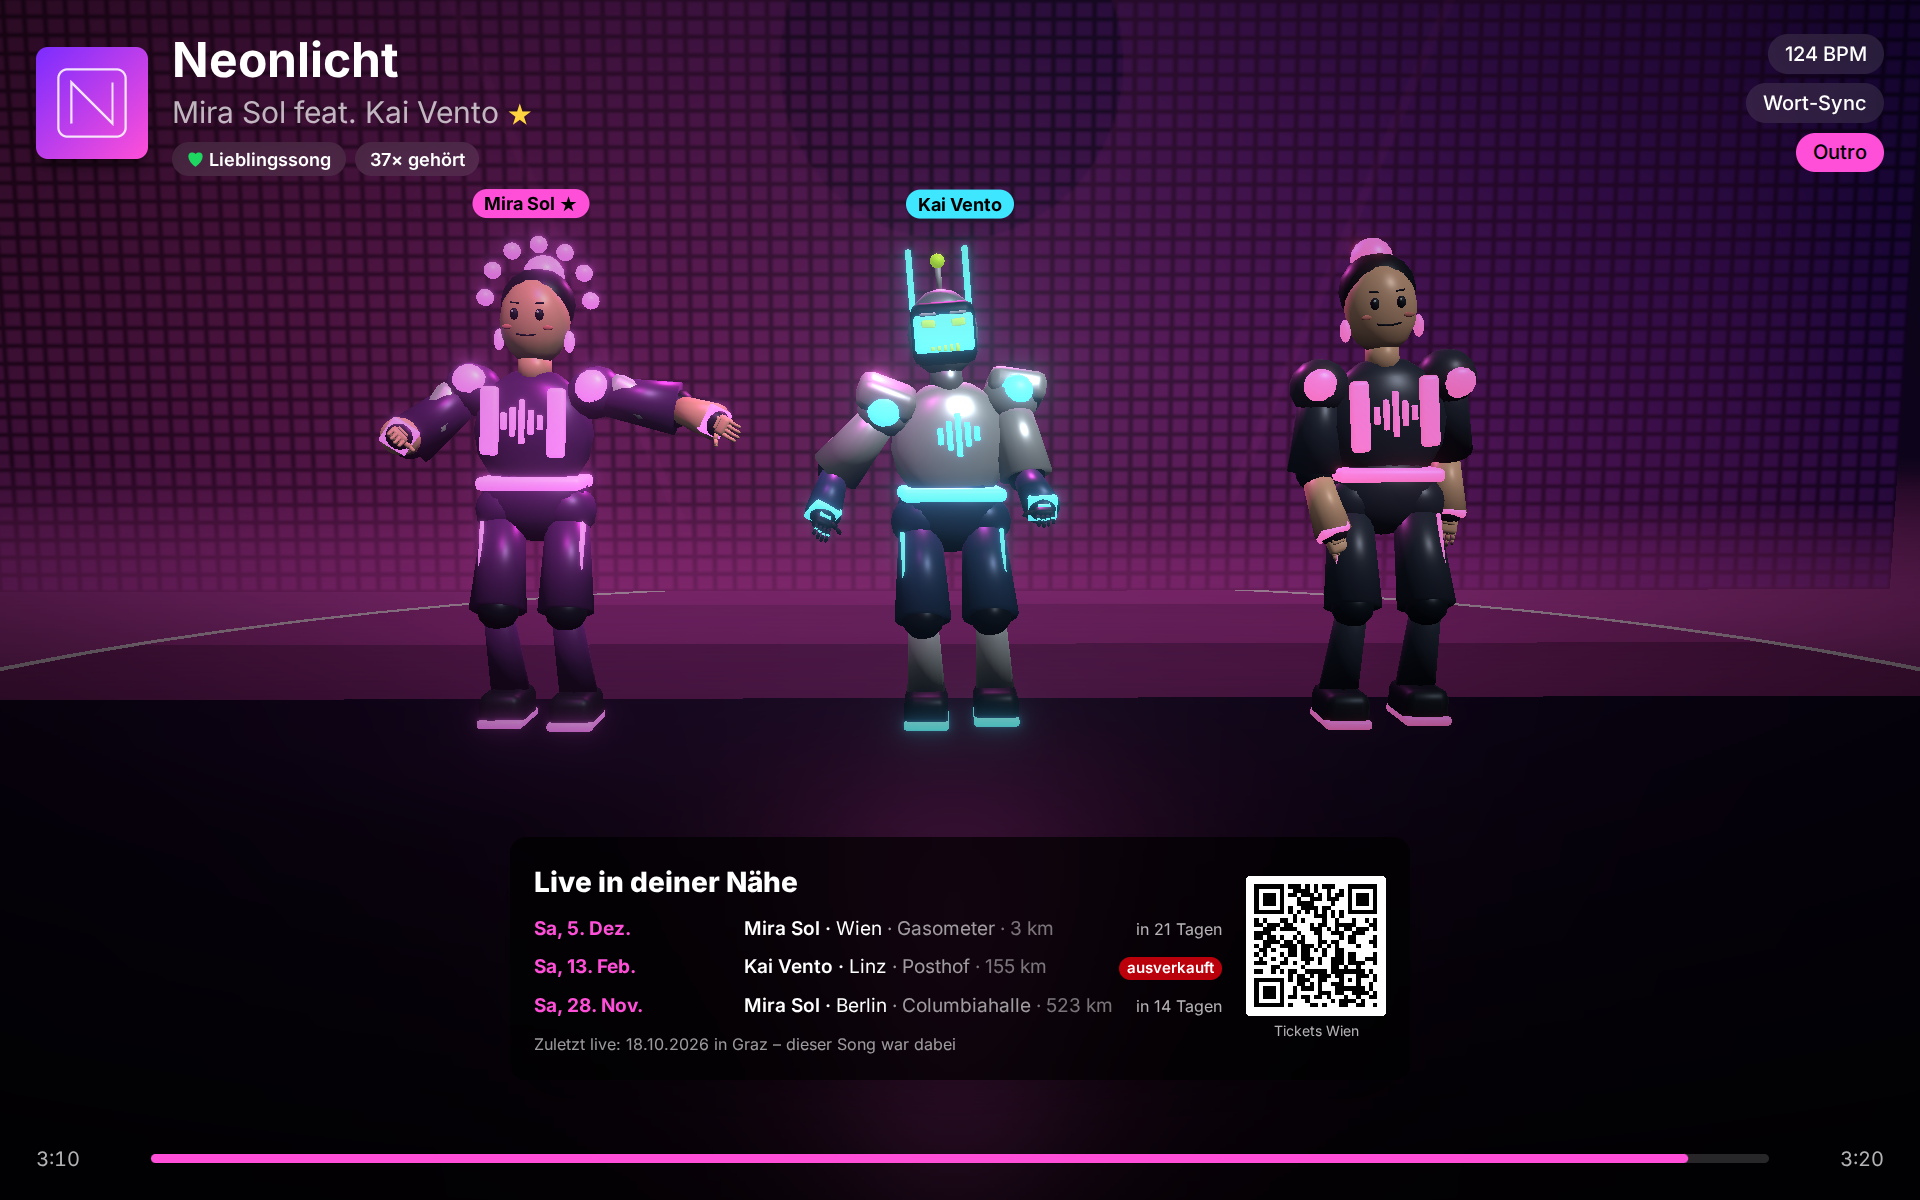 N
Neonlicht
Mira Sol feat. Kai Vento ★
Lieblingssong
37× gehört
124 BPM
Wort-Sync
Outro
Mira Sol ★
Kai Vento
Live in deiner Nähe
Sa, 5. Dez. Mira Sol · Wien · Gasometer · 3 km in 21 Tagen
Sa, 13. Feb. Kai Vento · Linz · Posthof · 155 km ausverkauft
Sa, 28. Nov. Mira Sol · Berlin · Columbiahalle · 523 km in 14 Tagen
Zuletzt live: 18.10.2026 in Graz – dieser Song war dabei
Tickets Wien
3:10
3:20